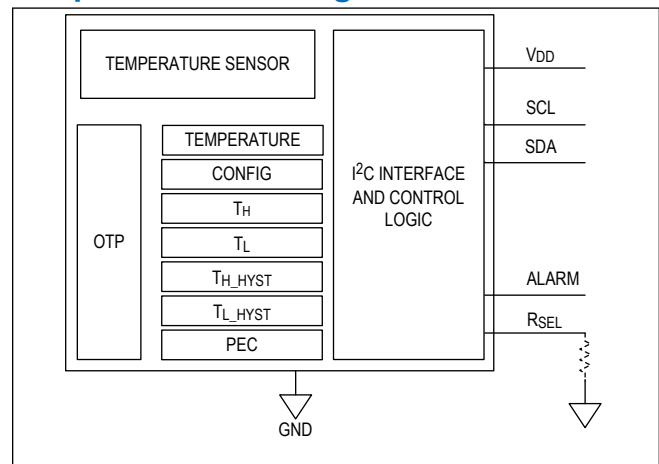 TEMPERATURE SENSOR
OTP
TEMPERATURE
CONFIG
TH
TL
TH_HYST
TL_HYST
PEC
I2C INTERFACE
AND CONTROL
LOGIC
VDD
SCL
SDA
ALARM
RSEL
GND